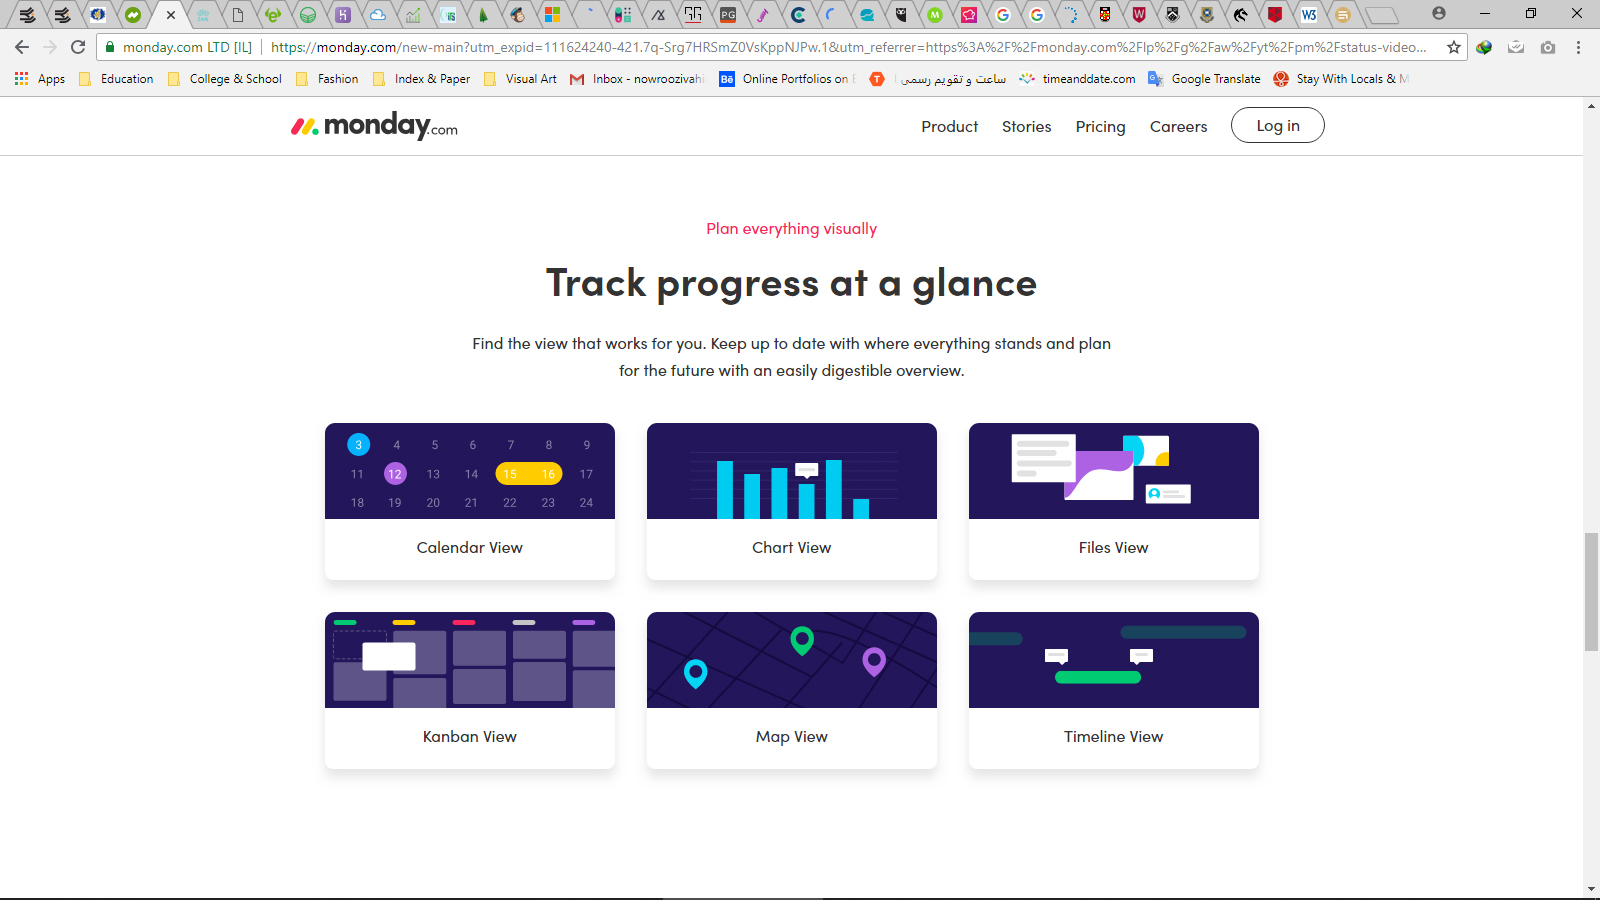 monday.com LTD [IL]
https://monday.com/new-main?utm_expid=111624240-421.7q-Srg7HRSmZ0VsKppNJPw.1&utm_referrer=https%3A%2F%2Fmonday.com%2Flp%2Fg%2Faw%2Fyt%2Fpm%2Fstatus-video...
Apps
Education
College & School
Fashion
Index & Paper
Visual Art
Inbox - nowroozivahi
Online Portfolios on
ساعت و تقویم رسمی
timeanddate.com
Google Translate
Stay With Locals & M
monday.com
Product
Stories
Pricing
Careers
Log in
Plan everything visually
Track progress at a glance
Find the view that works for you. Keep up to date with where everything stands and plan
for the future with an easily digestible overview.
3 4 5 6 7 8 9
11 12 13 14 15 16 17
18 19 20 21 22 23 24
Calendar View
Chart View
Files View
Kanban View
Map View
Timeline View